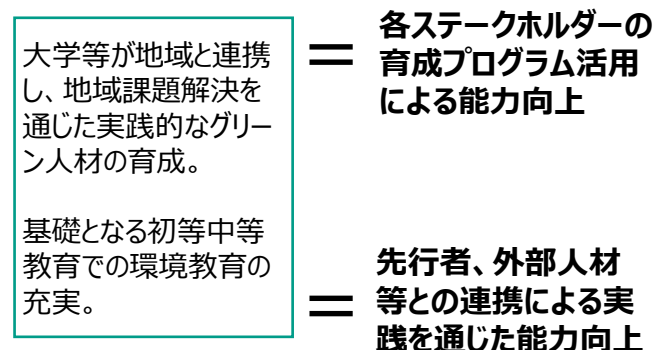 大学等が地域と連携
し、地域課題解決を
通じた実践的なグリー
ン人材の育成。
基礎となる初等中等
教育での環境教育の
充実。
＝ 各ステークホルダーの
育成プログラム活用
による能力向上
＝ 先行者、外部人材
等との連携による実
践を通じた能力向上